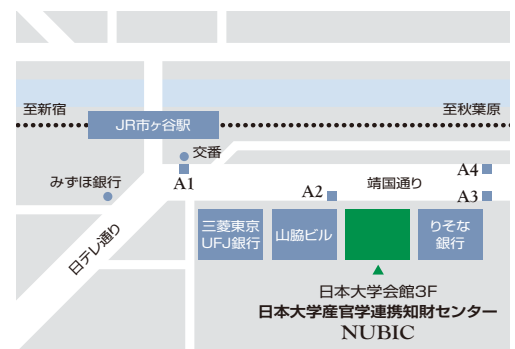 至新宿
至秋葉原
JR市ヶ谷駅
交番
みずほ銀行
A1
A2
靖国通り
A4
A3
日テレ通り
三菱東京
UFJ銀行
山脇ビル
りそな
銀行
日本大学会館3F
日本大学産官学連携知財センター
NUBIC